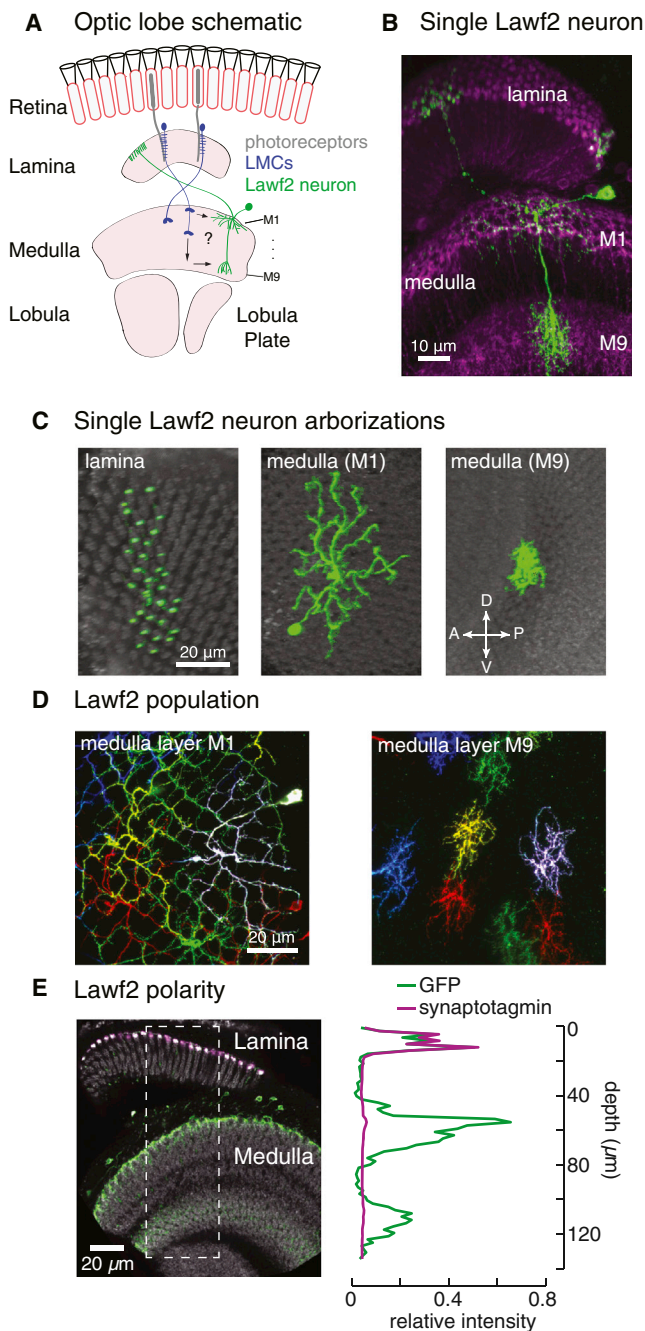 A Optic lobe schematic
Retina
Lamina
photoreceptors
LMCs
Lawf2 neuron
?
M1
Medulla
M9
Lobula
Lobula
Plate
B Single Lawf2 neuron
lamina
M1
medulla
M9
10 µm
C Single Lawf2 neuron arborizations
lamina
20 µm
medulla (M1)
medulla (M9)
D
A P
V
D Lawf2 population
medulla layer M1
20 µm
medulla layer M9
E Lawf2 polarity
Lamina
Medulla
20 µm
GFP
synaptotagmin
0
40
80
120
depth (µm)
0 0.4 0.8
relative intensity